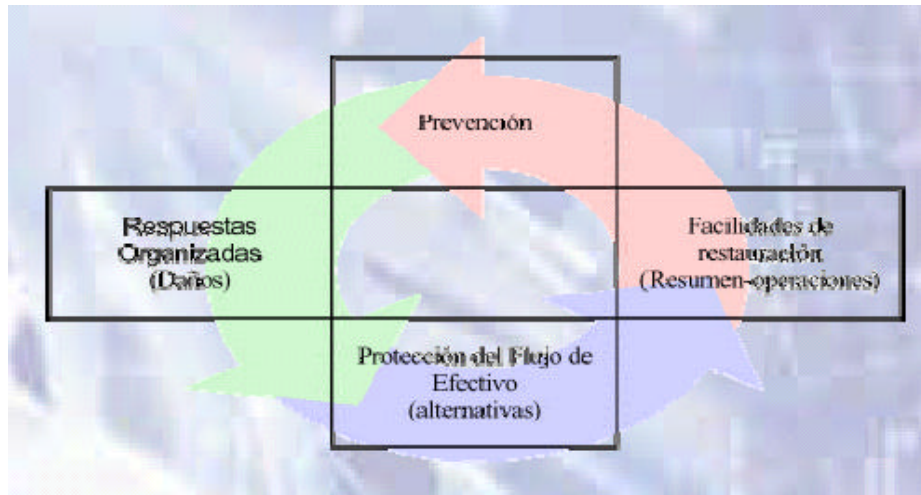 Prevención
Respuestas
Organizadas
(Daños)
Facilidades de
restauración
(Resumen-operaciones)
Protección del Flujo de
Efectivo
(alternativas)